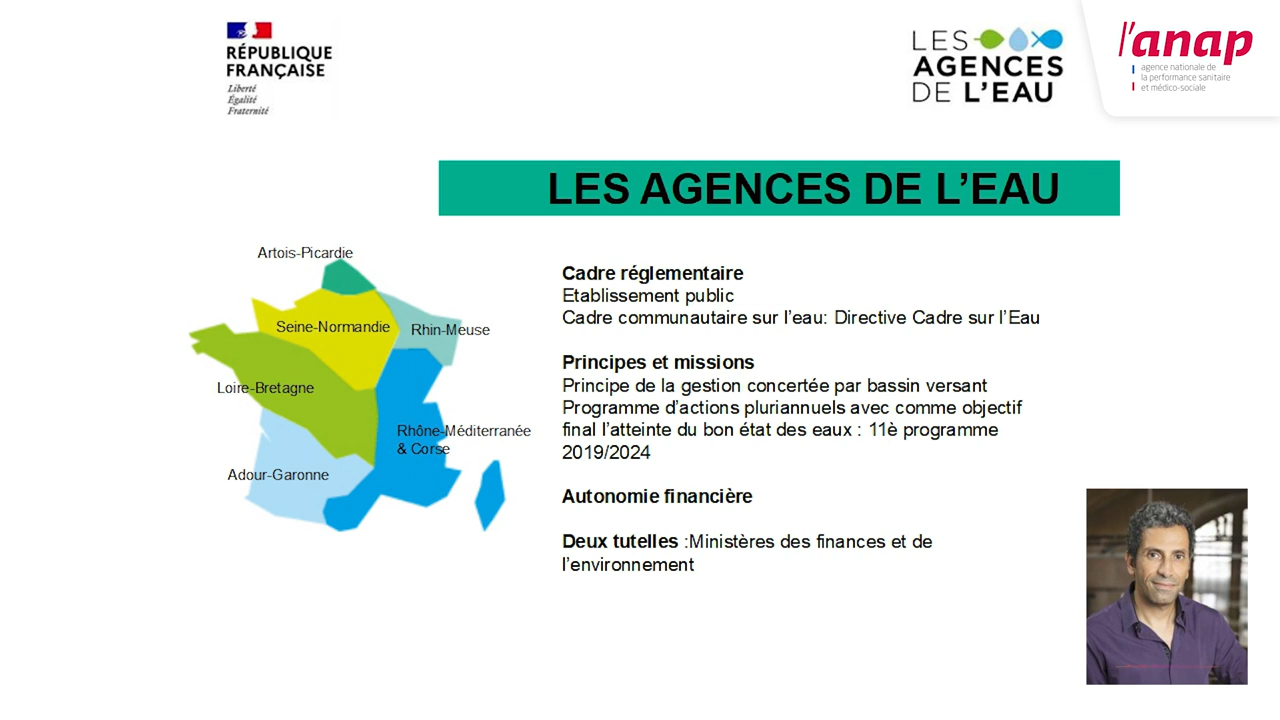 RÉPUBLIQUE
FRANÇAISE
Liberté
Égalité
Fraternité
LES
AGENCES
DE L'EAU
l'anap
agence nationale de
la performance sanitaire
et médico-sociale
LES AGENCES DE L’EAU
Artois-Picardie
Seine-Normandie
Rhin-Meuse
Loire-Bretagne
Rhône-Méditerranée
& Corse
Adour-Garonne
Cadre réglementaire
Etablissement public
Cadre communautaire sur l’eau: Directive Cadre sur l’Eau
Principes et missions
Principe de la gestion concertée par bassin versant
Programme d’actions pluriannuels avec comme objectif
final l’atteinte du bon état des eaux : 11è programme
2019/2024
Autonomie financière
Deux tutelles :Ministères des finances et de
l’environnement